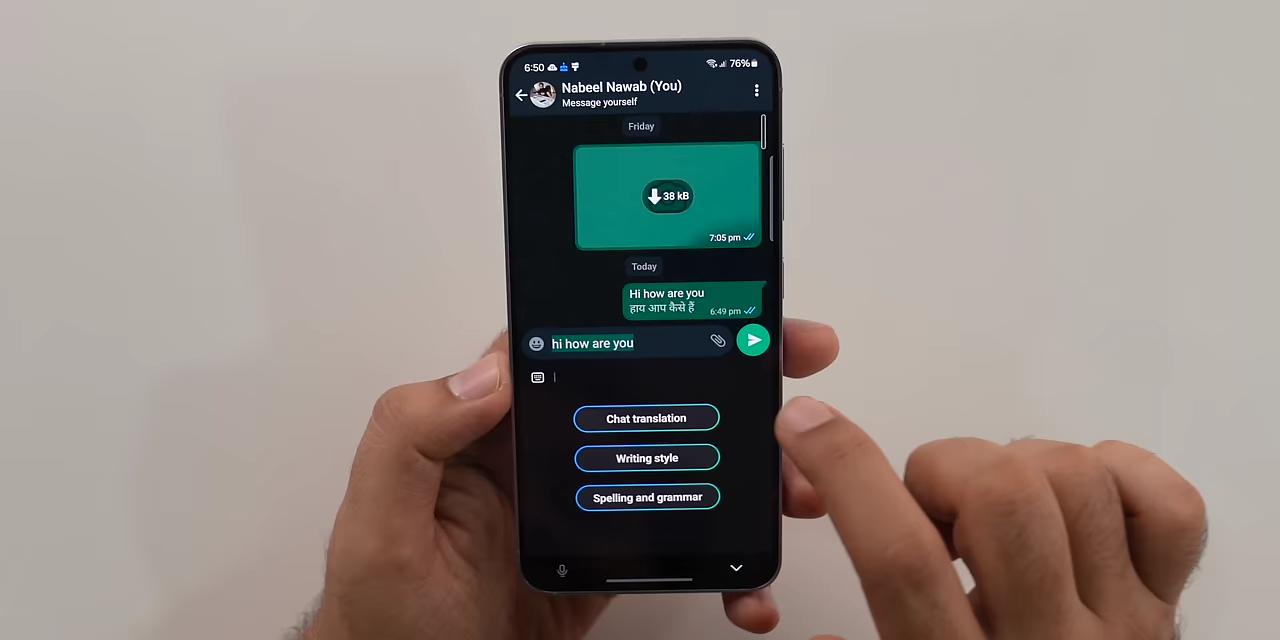 6:50 76%
Nabeel Nawab (You)
Message yourself
Friday
38 kB
7:05 pm
Today
Hi how are you
हाय आप कैसे हैं
6:49 pm
hi how are you
Chat translation
Writing style
Spelling and grammar